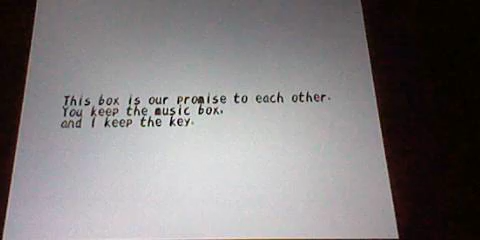 This box is our promise to each other.
You keep the music box,
and I keep the key.